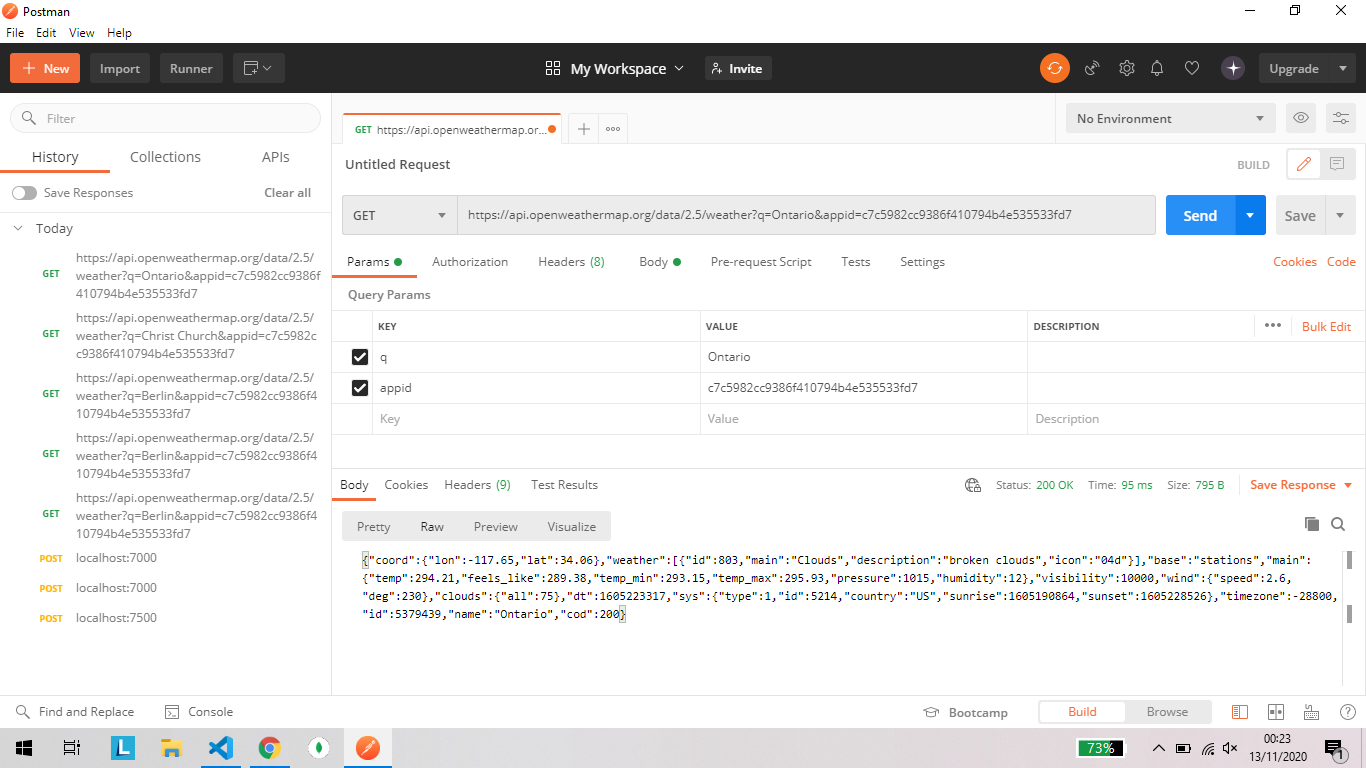 Postman
File Edit View Help
+ New Import Runner My Workspace Invite Upgrade
Filter
History Collections APIs
Save Responses Clear all
Today
GET https://api.openweathermap.org/data/2.5/
weather?q=Ontario&appid=c7c5982cc9386f
410794b4e535533fd7
GET https://api.openweathermap.org/data/2.5/
weather?q=Christ Church&appid=c7c5982c
c9386f410794b4e535533fd7
GET https://api.openweathermap.org/data/2.5/
weather?q=Berlin&appid=c7c5982cc9386f4
10794b4e535533fd7
GET https://api.openweathermap.org/data/2.5/
weather?q=Berlin&appid=c7c5982cc9386f4
10794b4e535533fd7
GET https://api.openweathermap.org/data/2.5/
weather?q=Berlin&appid=c7c5982cc9386f4
10794b4e535533fd7
POST localhost:7000
POST localhost:7000
POST localhost:7500
GET https://api.openweathermap.or... + ••• No Environment
Untitled Request BUILD
GET https://api.openweathermap.org/data/2.5/weather?q=Ontario&appid=c7c5982cc9386f410794b4e535533fd7 Send Save
Params Authorization Headers (8) Body Pre-request Script Tests Settings Cookies Code
Query Params
KEY VALUE DESCRIPTION ••• Bulk Edit
q Ontario
appid c7c5982cc9386f410794b4e535533fd7
Key Value Description
Body Cookies Headers (9) Test Results Status: 200 OK Time: 95 ms Size: 795 B Save Response
Pretty Raw Preview Visualize
{"coord":{"lon":-117.65,"lat":34.06},"weather":[{"id":803,"main":"Clouds","description":"broken clouds","icon":"04d"}],"base":"stations","main":
{"temp":294.21,"feels_like":289.38,"temp_min":293.15,"temp_max":295.93,"pressure":1015,"humidity":12},"visibility":10000,"wind":{"speed":2.6,
"deg":230},"clouds":{"all":75},"dt":1605223317,"sys":{"type":1,"id":5214,"country":"US","sunrise":1605190864,"sunset":1605228526},"timezone":-28800,
"id":5379439,"name":"Ontario","cod":200}
Find and Replace Console Bootcamp Build Browse ?
L 73% 00:23
13/11/2020 1